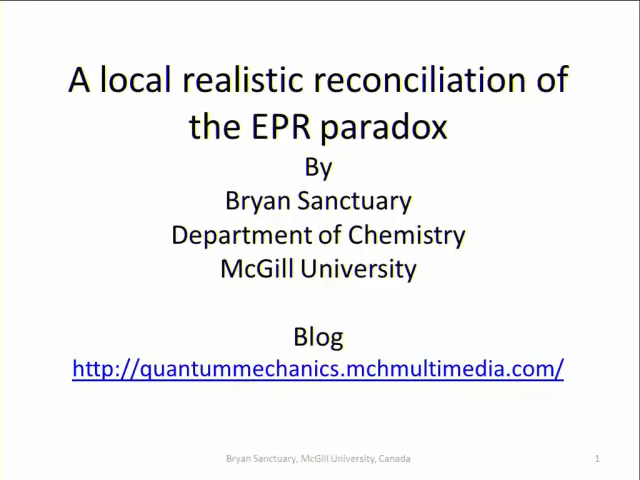 A local realistic reconciliation of
the EPR paradox
By
Bryan Sanctuary
Department of Chemistry
McGill University
Blog
http://quantummechanics.mchmultimedia.com/
Bryan Sanctuary, McGill University, Canada
1